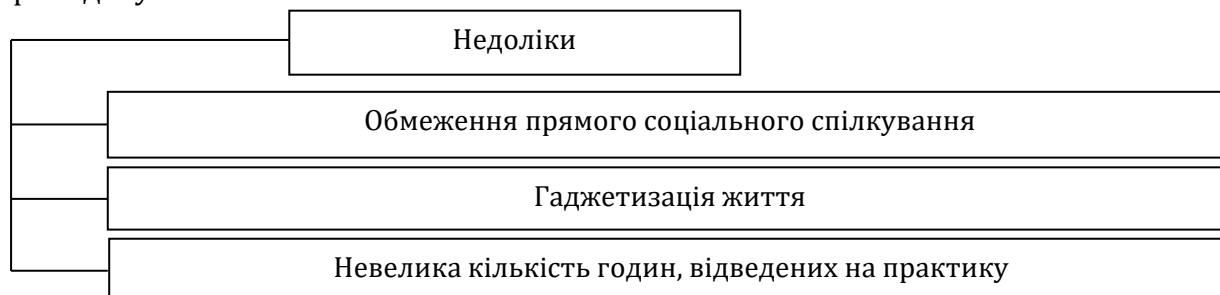 Недоліки
Обмеження прямого соціального спілкування
Гаджетизація життя
Невелика кількість годин, відведених на практику